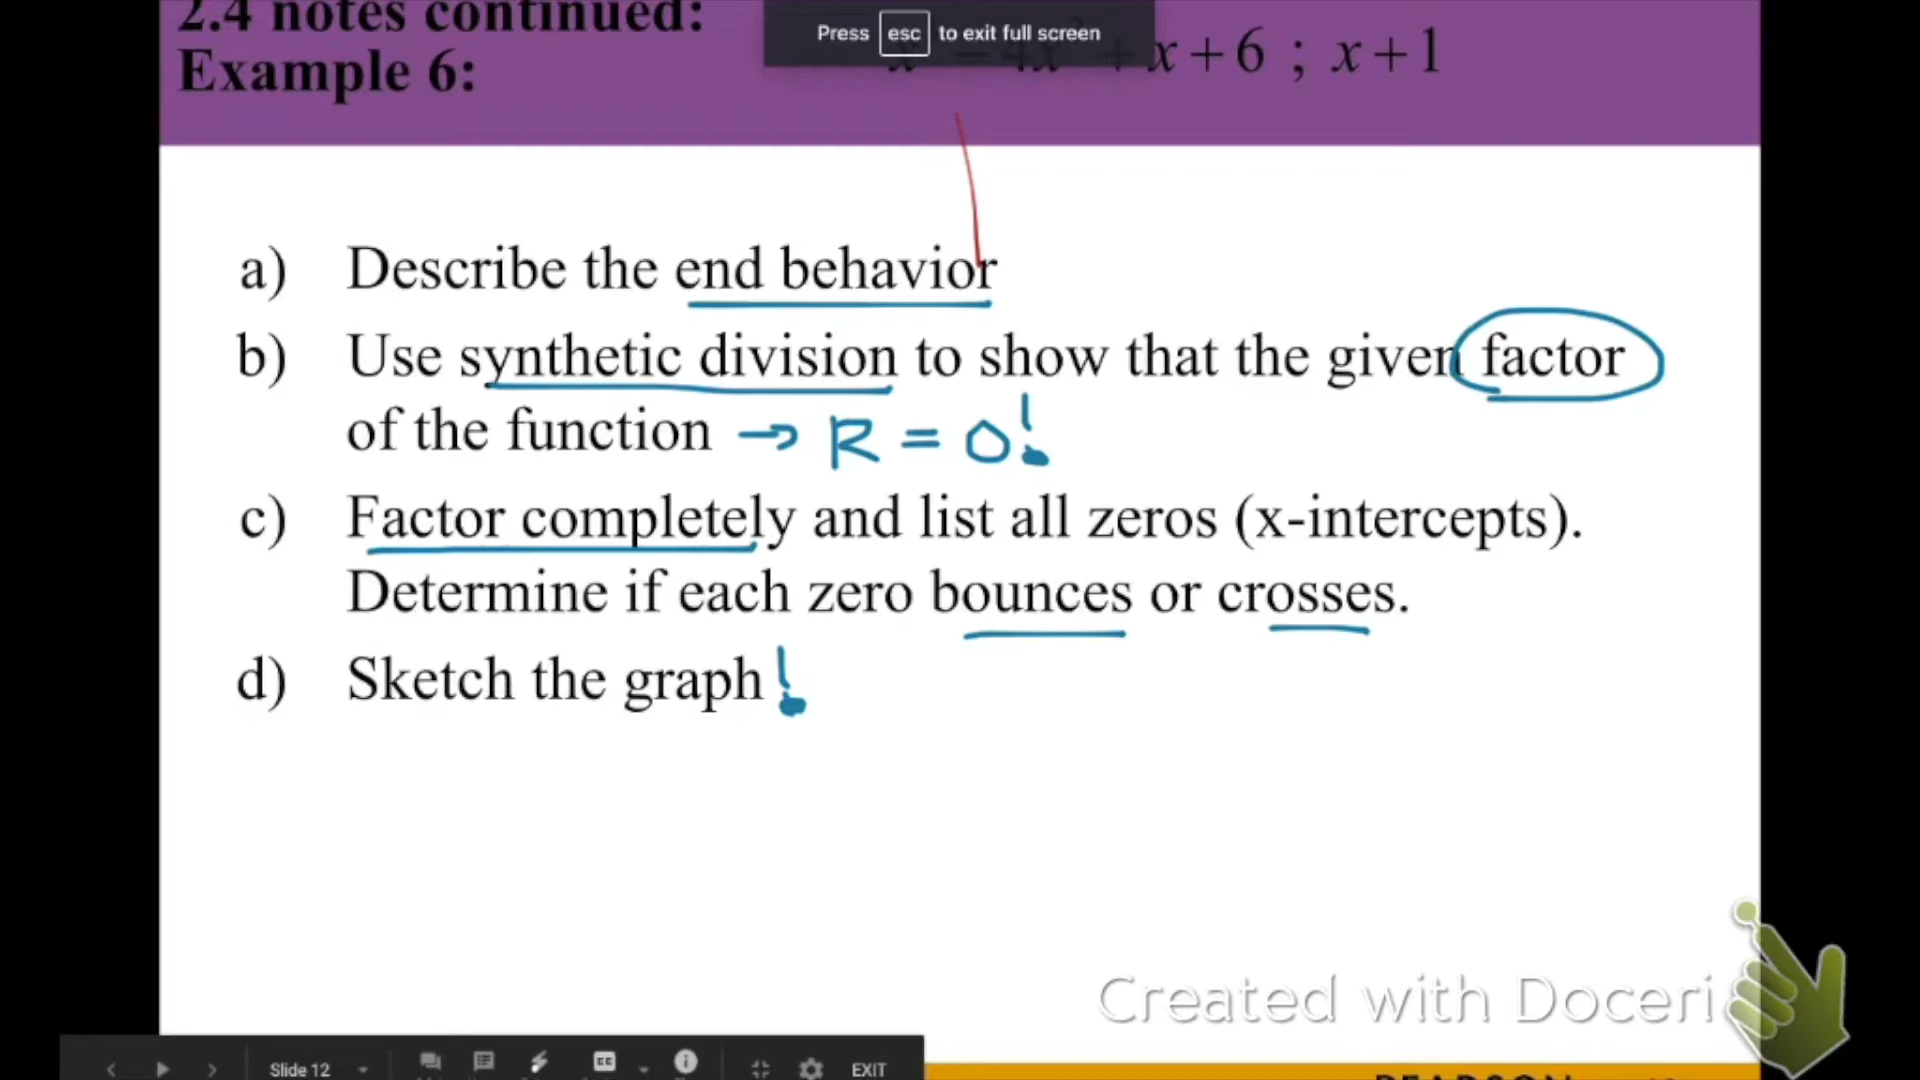 2.4 notes continued:
Press esc to exit full screen
Example 6:
x + 6 ; x + 1
a) Describe the end behavior
b) Use synthetic division to show that the given factor
of the function → R = 0!
c) Factor completely and list all zeros (x-intercepts).
Determine if each zero bounces or crosses.
d) Sketch the graph!
Created with Doceri
Slide 12
CC
EXIT
PEARSON